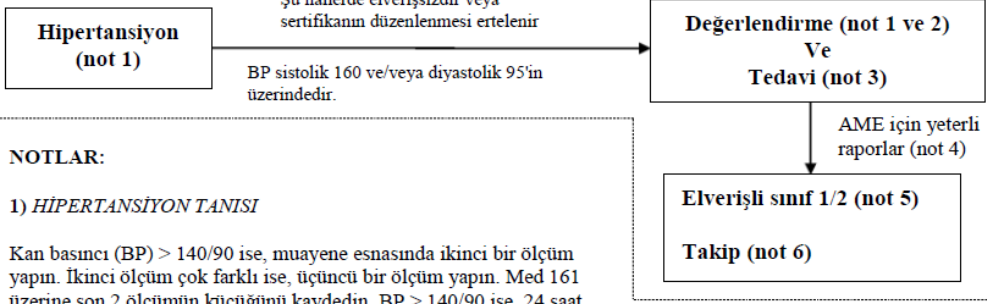 Şu hallerde elverişsizdir veya
sertifikanın düzenlenmesi ertelenir
Hipertansiyon
(not 1)
BP sistolik 160 ve/veya diyastolik 95'in
üzerindedir.
Değerlendirme (not 1 ve 2)
Ve
Tedavi (not 3)
AME için yeterli
raporlar (not 4)
Elverişli sınıf 1/2 (not 5)
Takip (not 6)
NOTLAR:
1) HİPERTANSİYON TANISI
Kan basıncı (BP) > 140/90 ise, muayene esnasında ikinci bir ölçüm
yapın. İkinci ölçüm çok farklı ise, üçüncü bir ölçüm yapın. Med 161
üzerine son 2 ölçümün küçüğünü kaydedin. BP > 140/90 ise, 24 saat